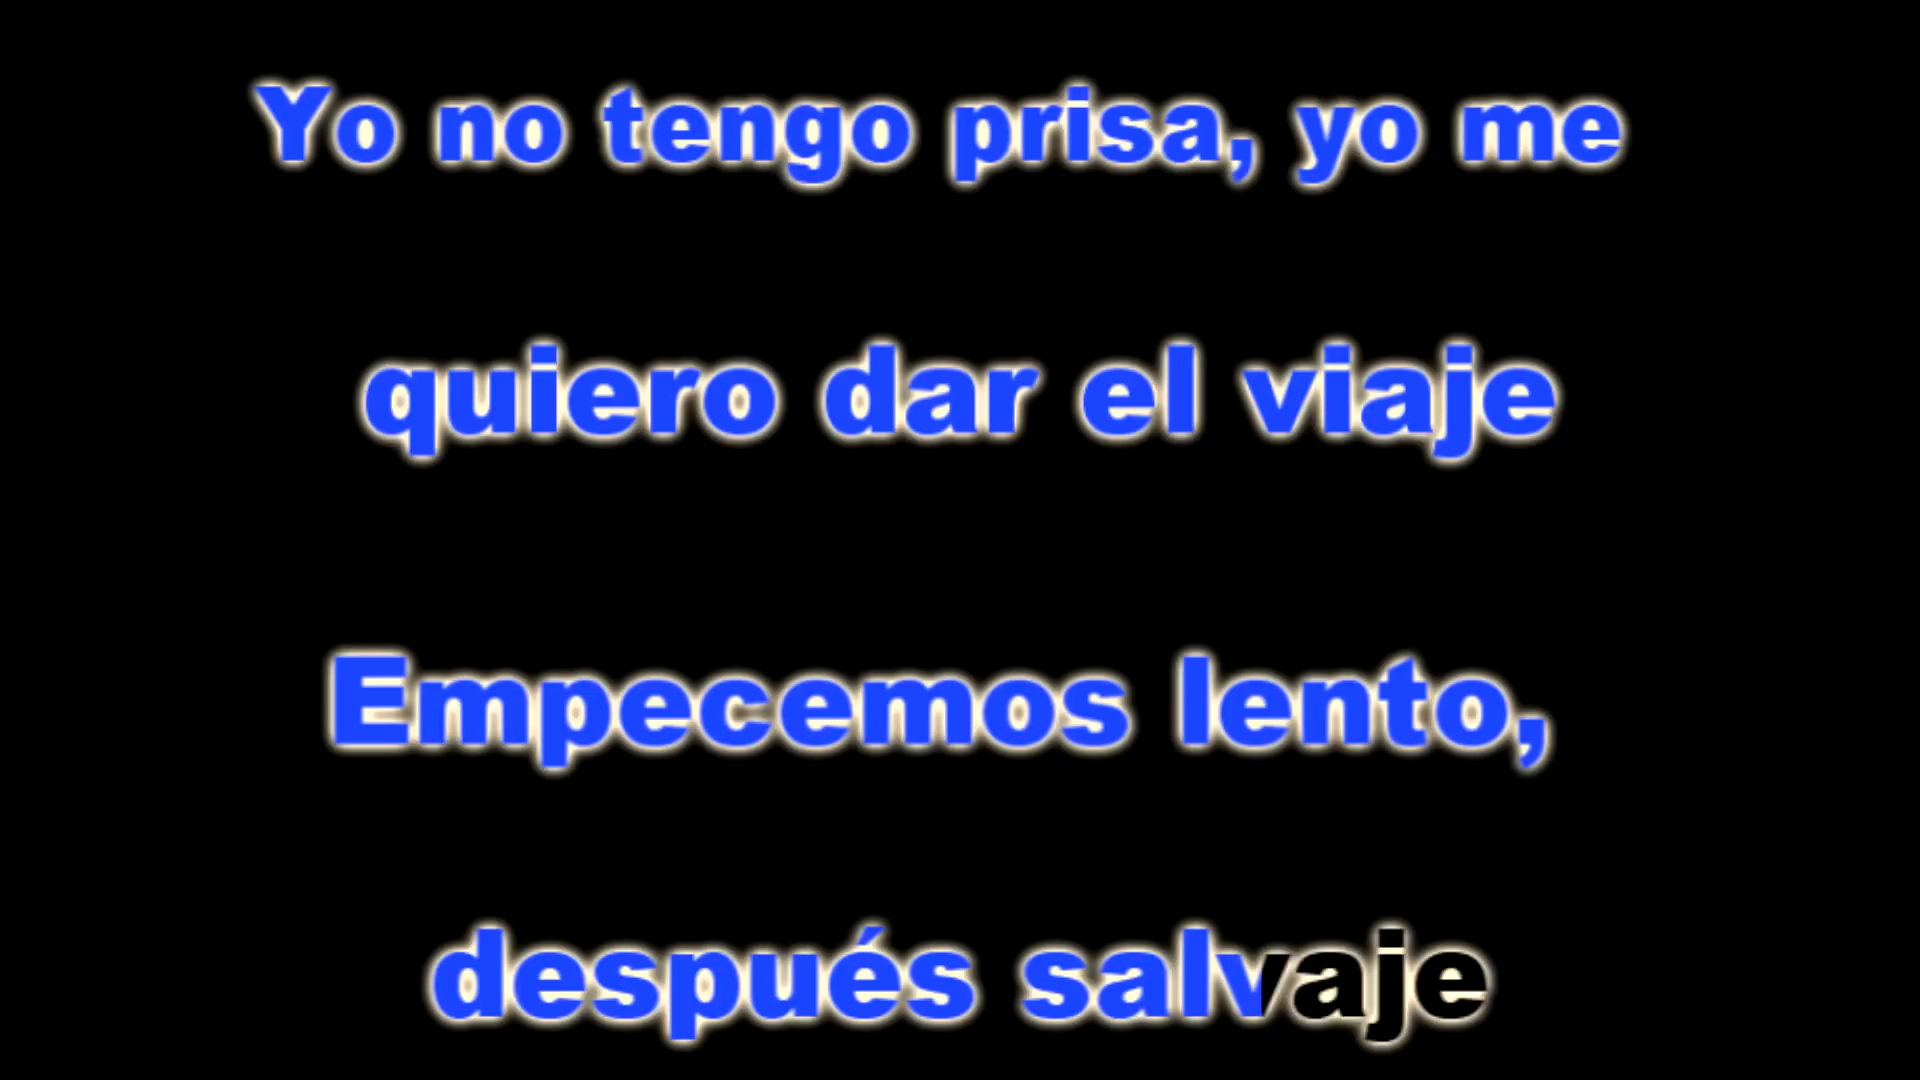 Yo no tengo prisa, yo me
quiero dar el viaje
Empecemos lento,
después salvaje